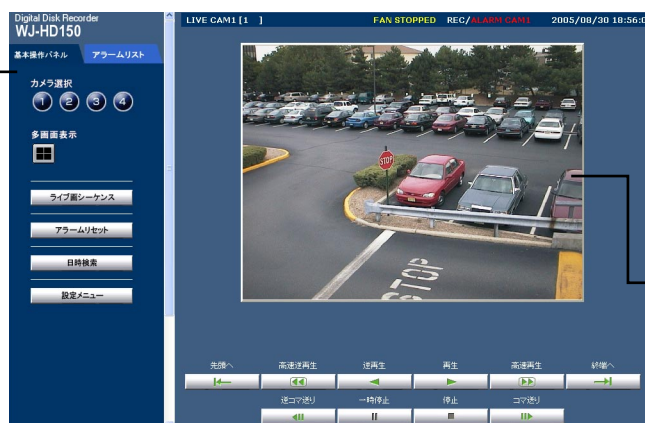 Digital Disk Recorder
WJ-HD150
基本操作パネル アラームリスト
カメラ選択
1 2 3 4
多画面表示
ライブ画シーケンス
アラームリセット
日時検索
設定メニュー
LIVE CAM1 [1 ] FAN STOPPED REC/ALARM CAM1 2005/08/30 18:56:0
STOP
STOP
先頭へ 高速逆再生 逆再生 再生 高速再生 終端へ
逆コマ送り 一時停止 停止 コマ送り